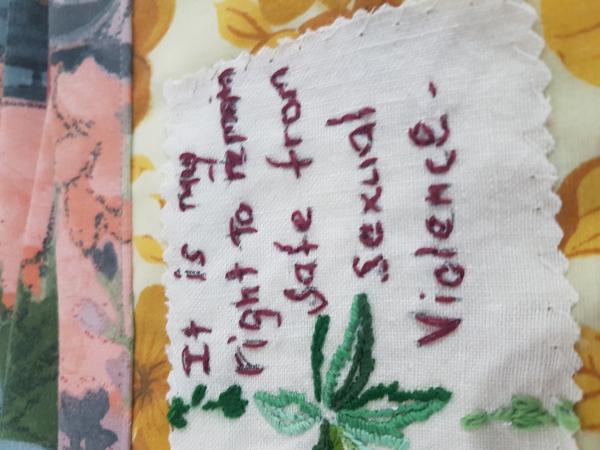 It is my
right to remain
safe from
sexual
Violence.